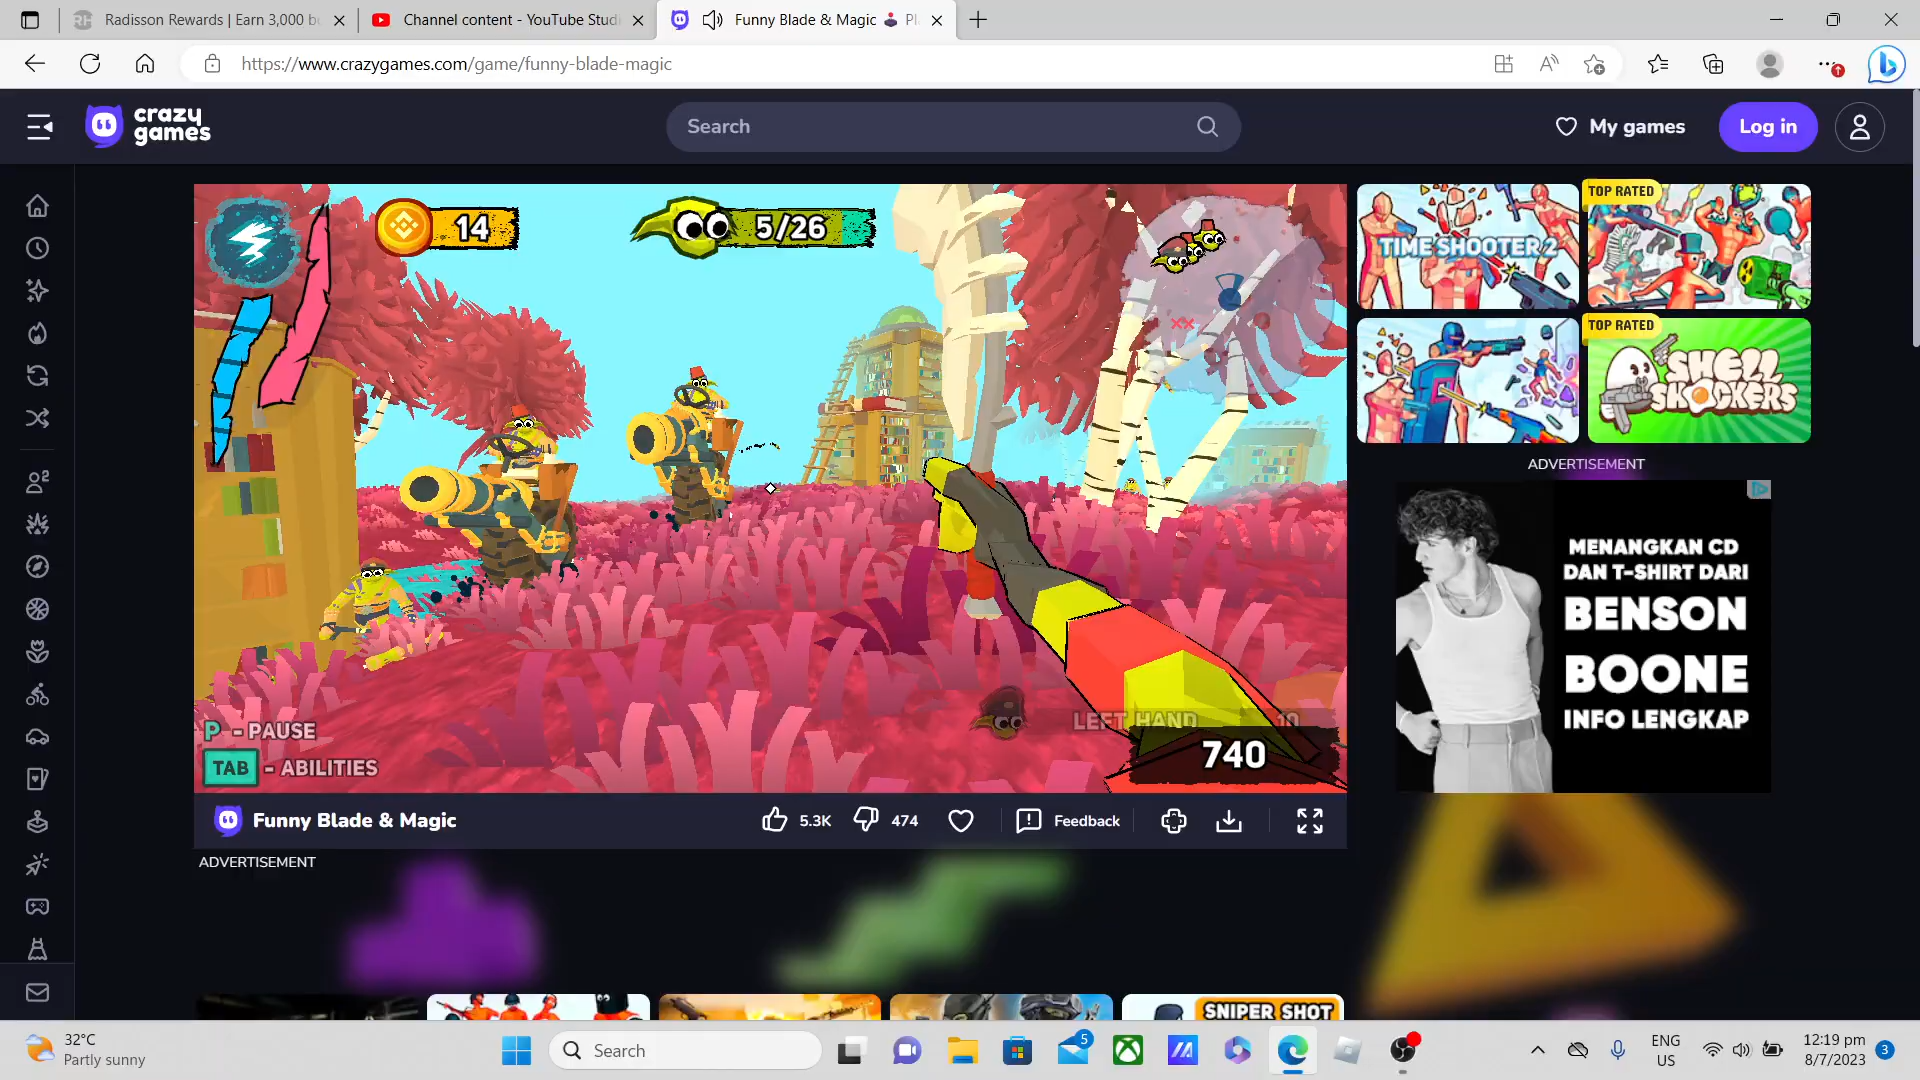 Radisson Rewards | Earn 3,000 b
Channel content - YouTube Studi
Funny Blade & Magic
Pl
https://www.crazygames.com/game/funny-blade-magic
crazy
games
Search
My games
Log in
14
5/26
P - PAUSE
TAB - ABILITIES
LEFT HAND 10
740
TIME SHOOTER 2
TOP RATED
TOP RATED
SHELL
SHOCKERS
ADVERTISEMENT
MENANGKAN CD
DAN T-SHIRT DARI
BENSON
BOONE
INFO LENGKAP
Funny Blade & Magic
5.3K
474
Feedback
ADVERTISEMENT
SNIPER SHOT
32°C
Partly sunny
Search
5
ENG
US
12:19 pm
8/7/2023
3